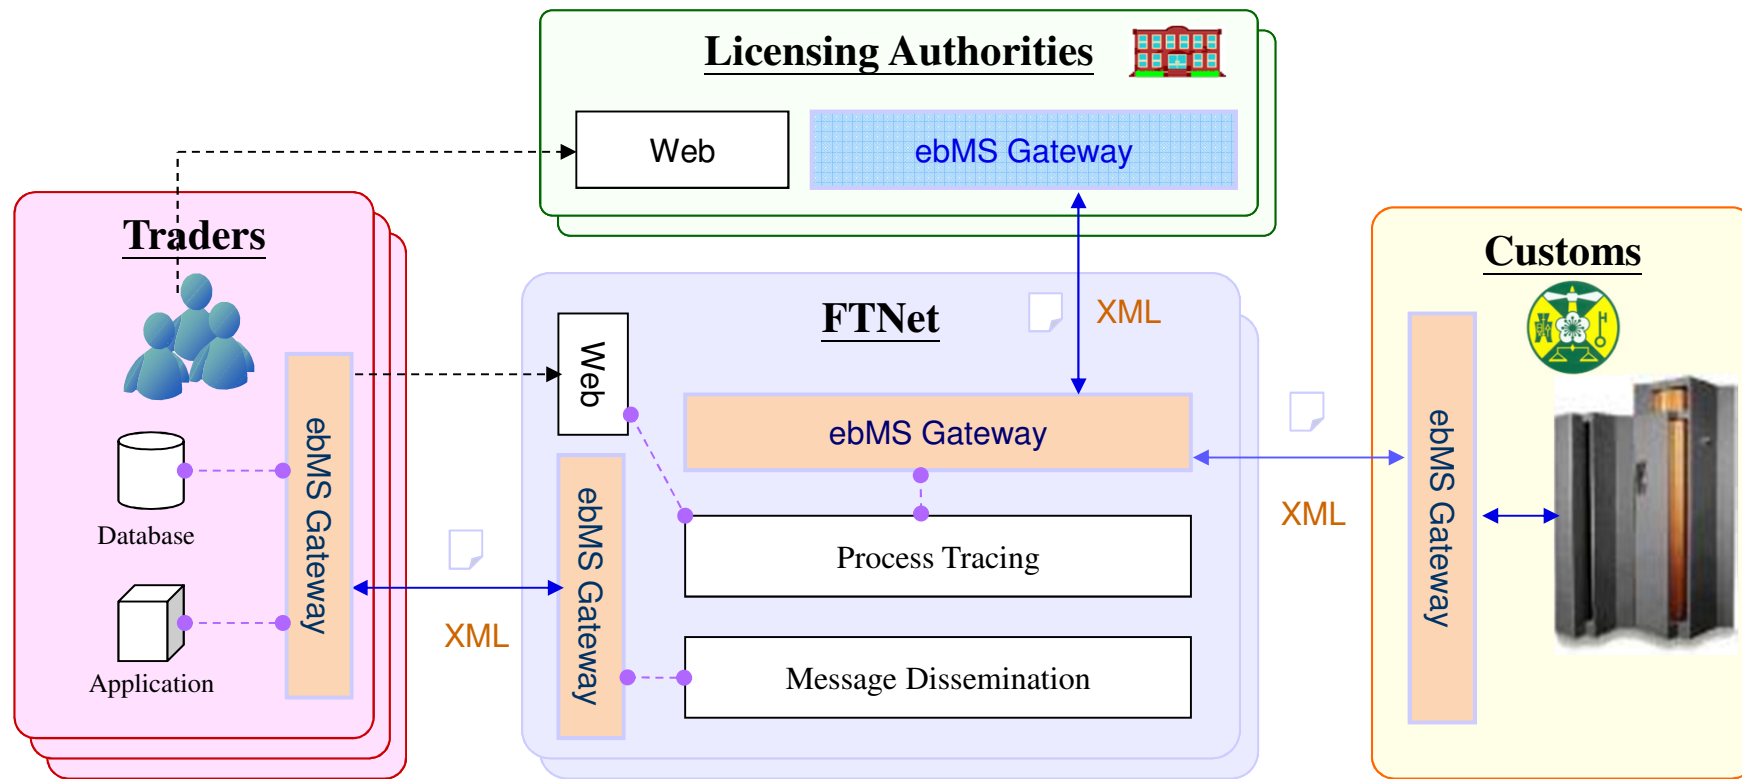 Licensing Authorities
Web
ebMS Gateway
Traders
ebMS Gateway
Database
Application
XML
FTNet
XML
Web
ebMS Gateway
ebMS Gateway
Process Tracing
Message Dissemination
XML
Customs
ebMS Gateway